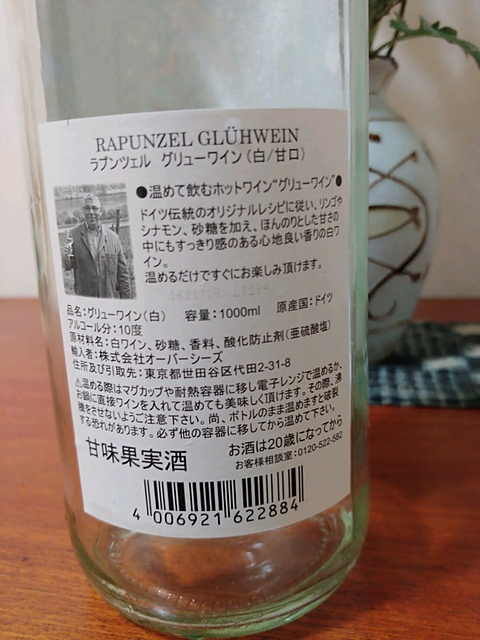 RAPUNZEL GLÜHWEIN
ラプンツェル グリューワイン（白/甘口）
●温めて飲むホットワイン"グリューワイン"●
ドイツ伝統のオリジナルレシピに従い、リンゴや
シナモン、砂糖を加え、ほんのりとした甘さの
中にもすっきり感のある心地良い香りの白ワ
イン。
温めるだけですぐにお楽しみ頂けます。
品名：グリューワイン（白） 容量：1000ml 原産国：ドイツ
アルコール分：10度
原材料名：白ワイン、砂糖、香料、酸化防止剤（亜硫酸塩）
輸入者：株式会社オーバーシーズ
住所及び引取先：東京都世田谷区代田2-31-8
⚠温める際はマグカップや耐熱容器に移し電子レンジで温めるか、
お鍋に直接ワインを入れて温めても美味しく頂けます。その際、沸
騰をさせないようご注意下さい。尚、ボトルのまま温めますと破裂
する恐れがあります。必ず他の容器に移してから温めて下さい。
甘味果実酒
お酒は20歳になってから
お客様相談室：0120-522-582
4 006921 622884